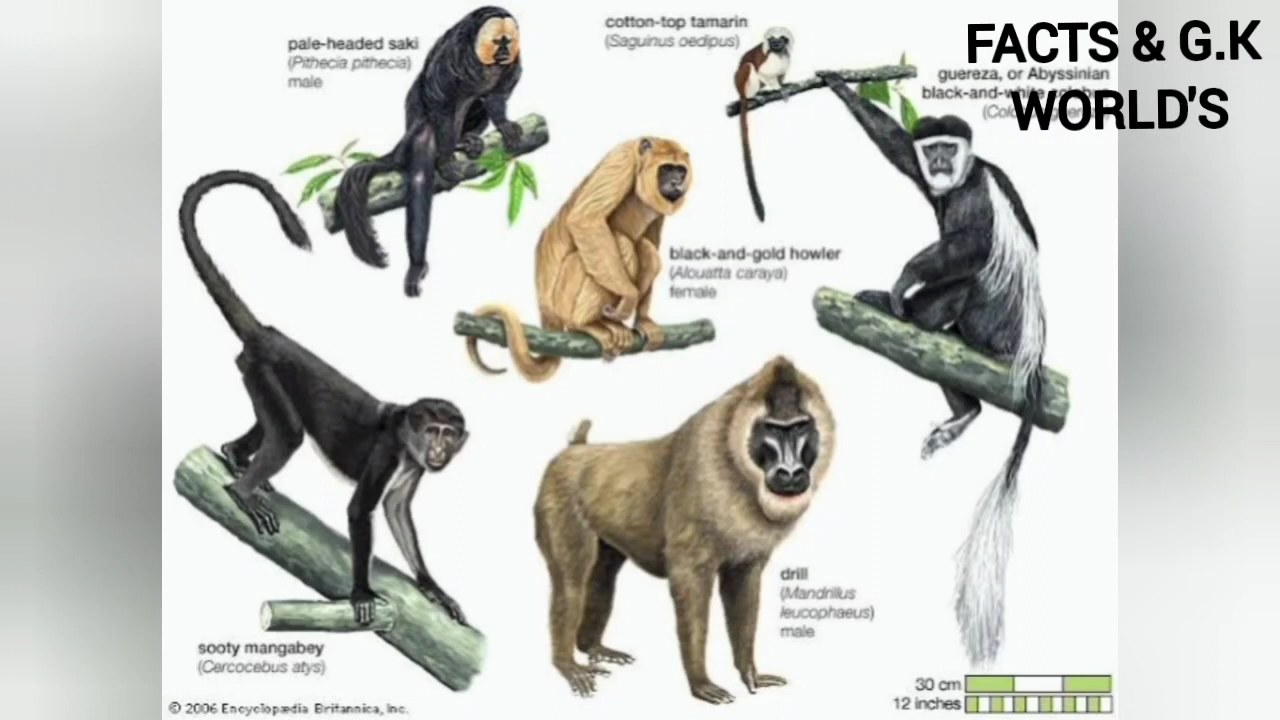 pale-headed saki
(Pithecia pithecia)
male
cotton-top tamarin
(Saguinus oedipus)
FACTS & G.K
WORLD'S
guereza, or Abyssinian
black-and-white
black-and-gold howler
(Alouatta caraya)
female
drill
(Mandrillus
leucophaeus)
male
sooty mangabey
(Cercocebus atys)
30 cm
12 inches
© 2006 Encyclopædia Britannica, Inc.